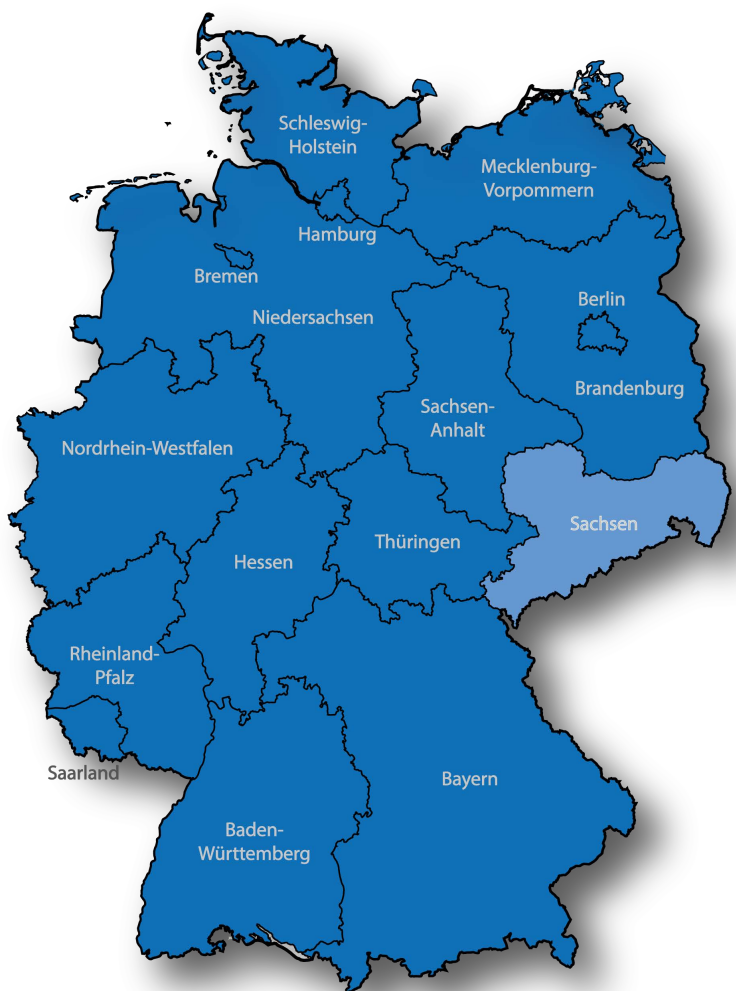 Schleswig-
Holstein
Mecklenburg-
Vorpommern
Hamburg
Bremen
Niedersachsen
Berlin
Brandenburg
Sachsen-
Anhalt
Nordrhein-Westfalen
Sachsen
Thüringen
Hessen
Rheinland-
Pfalz
Saarland
Bayern
Baden-
Württemberg